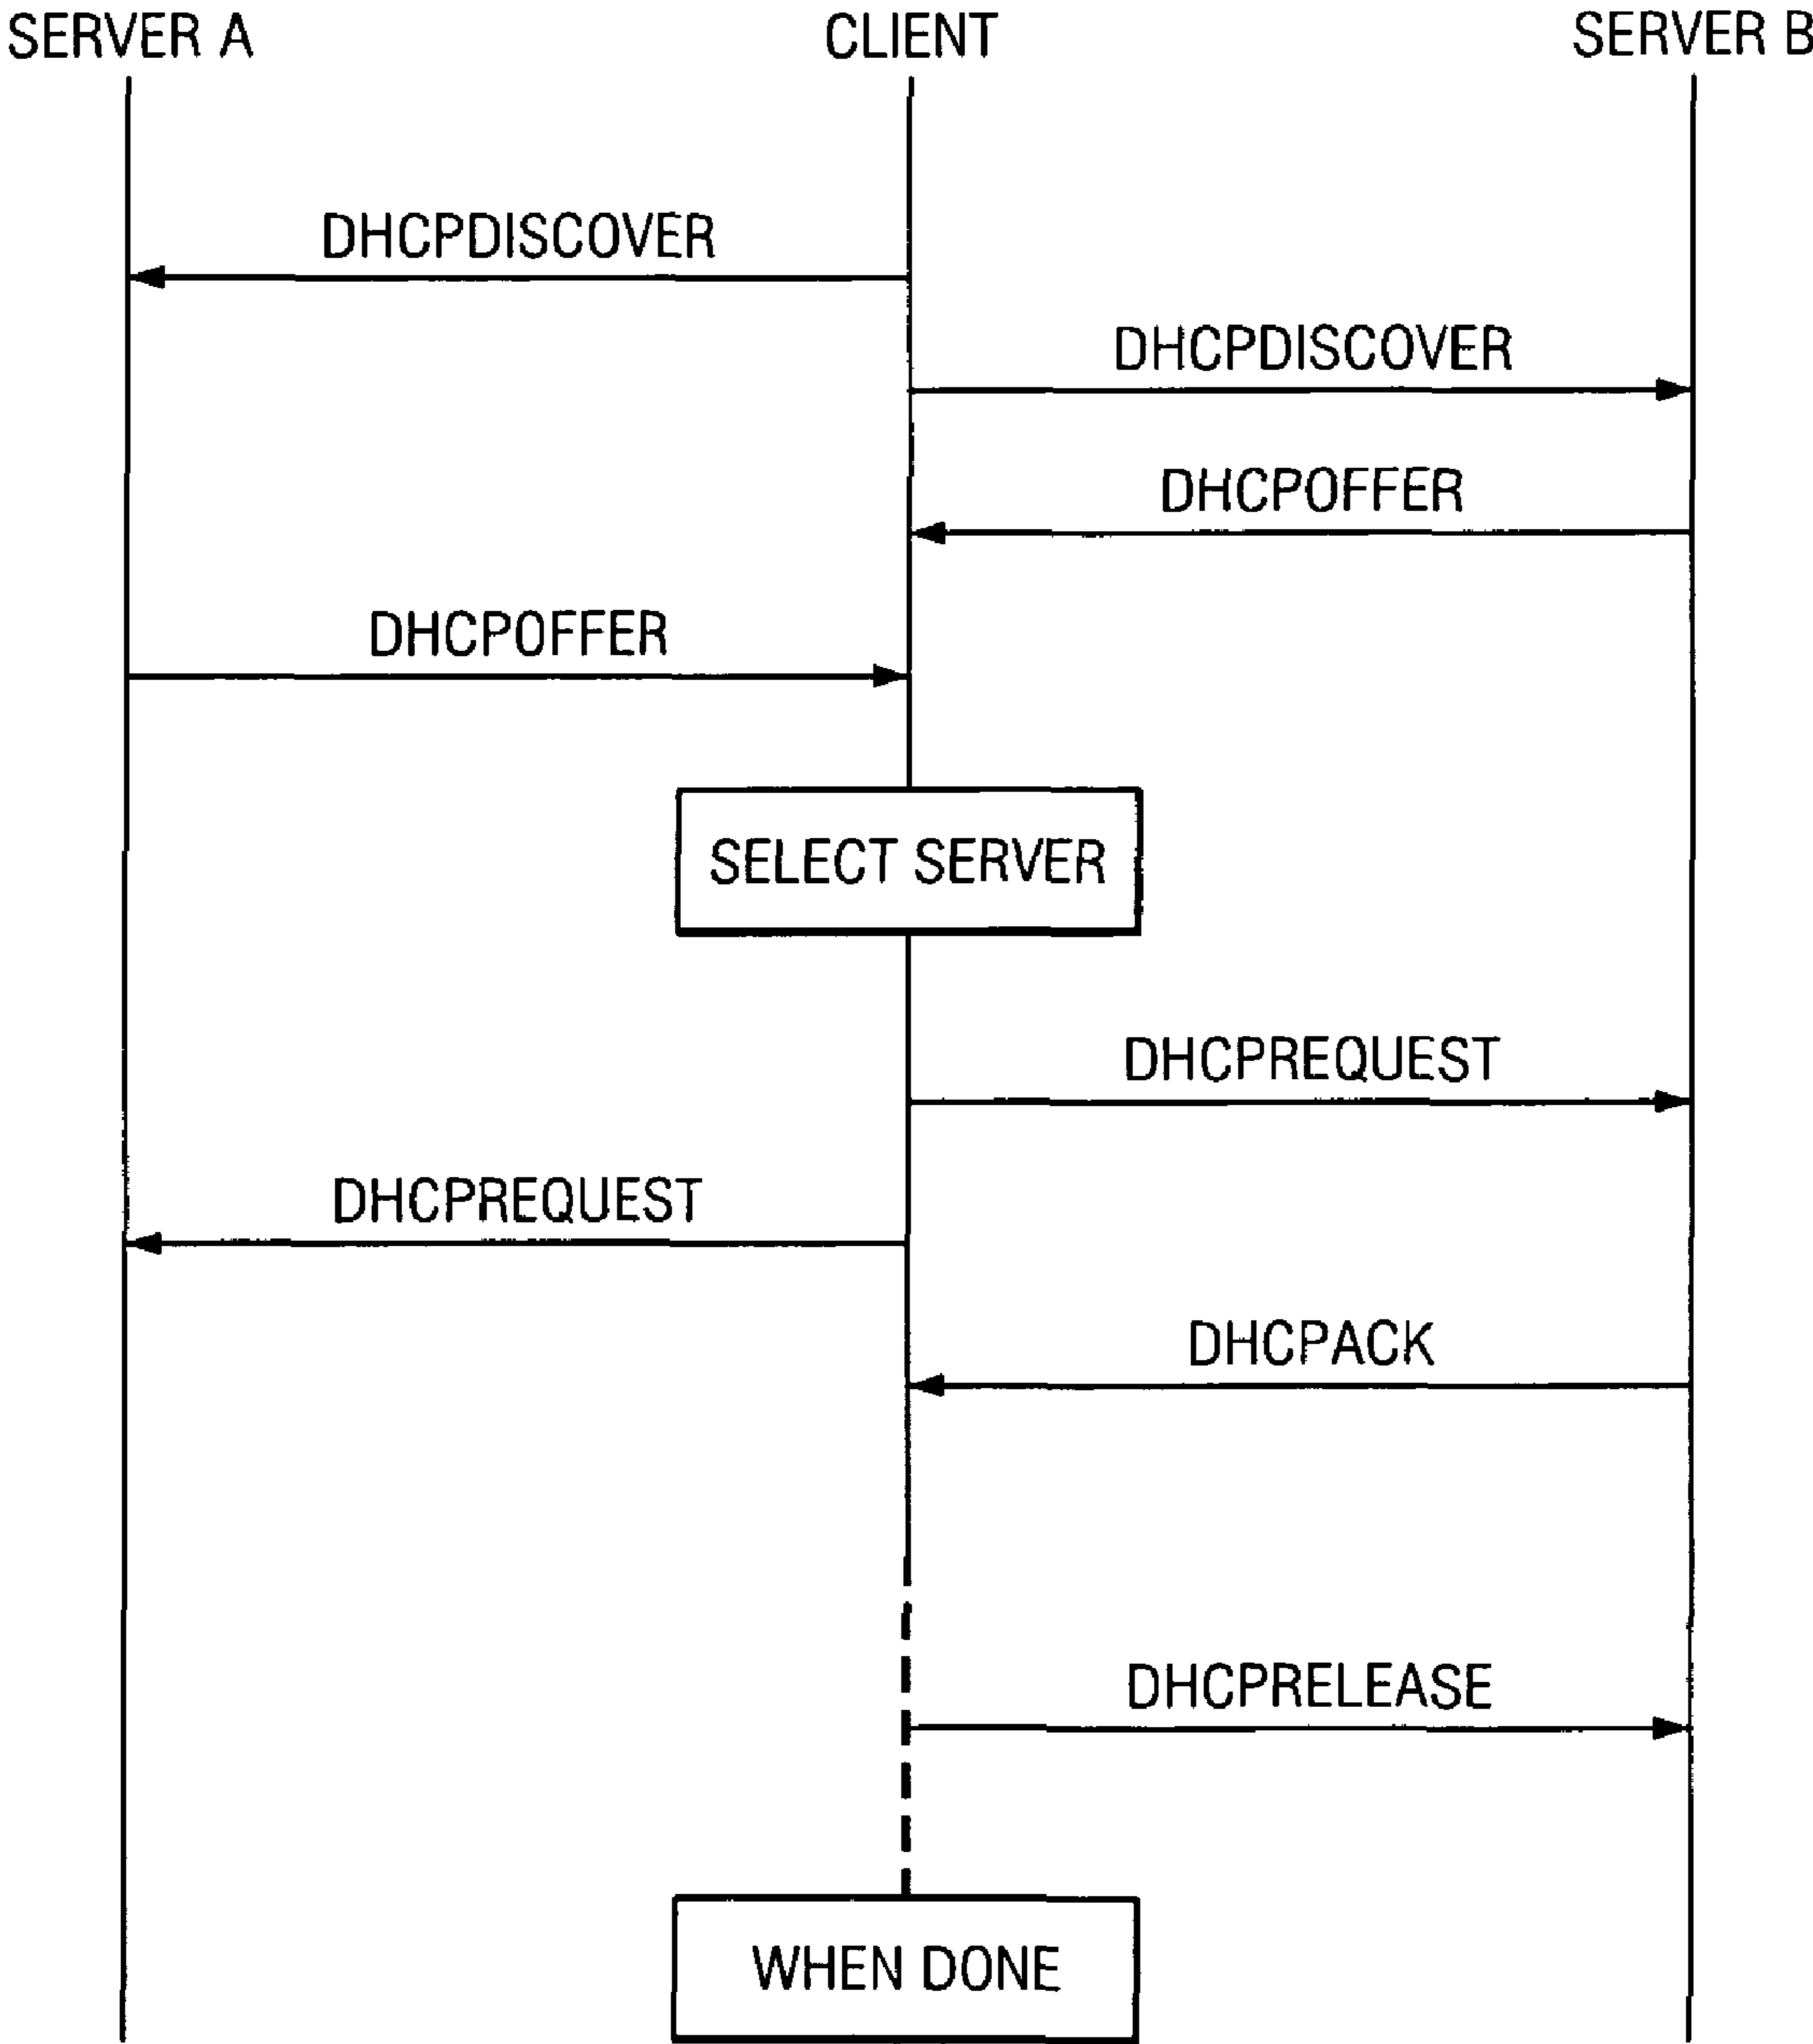 SERVER A
CLIENT
SERVER B
DHCPDISCOVER
DHCPDISCOVER
DHCPOFFER
DHCPOFFER
SELECT SERVER
DHCPREQUEST
DHCPREQUEST
DHCPACK
DHCPRELEASE
WHEN DONE